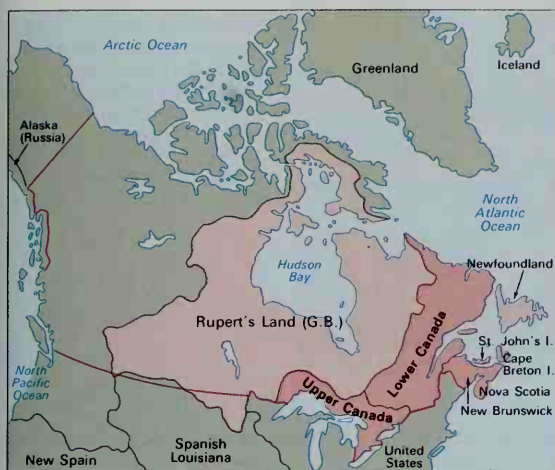 Arctic Ocean
Greenland
Iceland
Alaska
(Russia)
North
Atlantic
Ocean
Newfoundland
Hudson
Bay
Rupert's Land (G.B.)
St. John's I.
Cape
Breton I.
Lower Canada
Upper Canada
Nova Scotia
New Brunswick
North
Pacific
Ocean
Spanish
Louisiana
United
States
New Spain